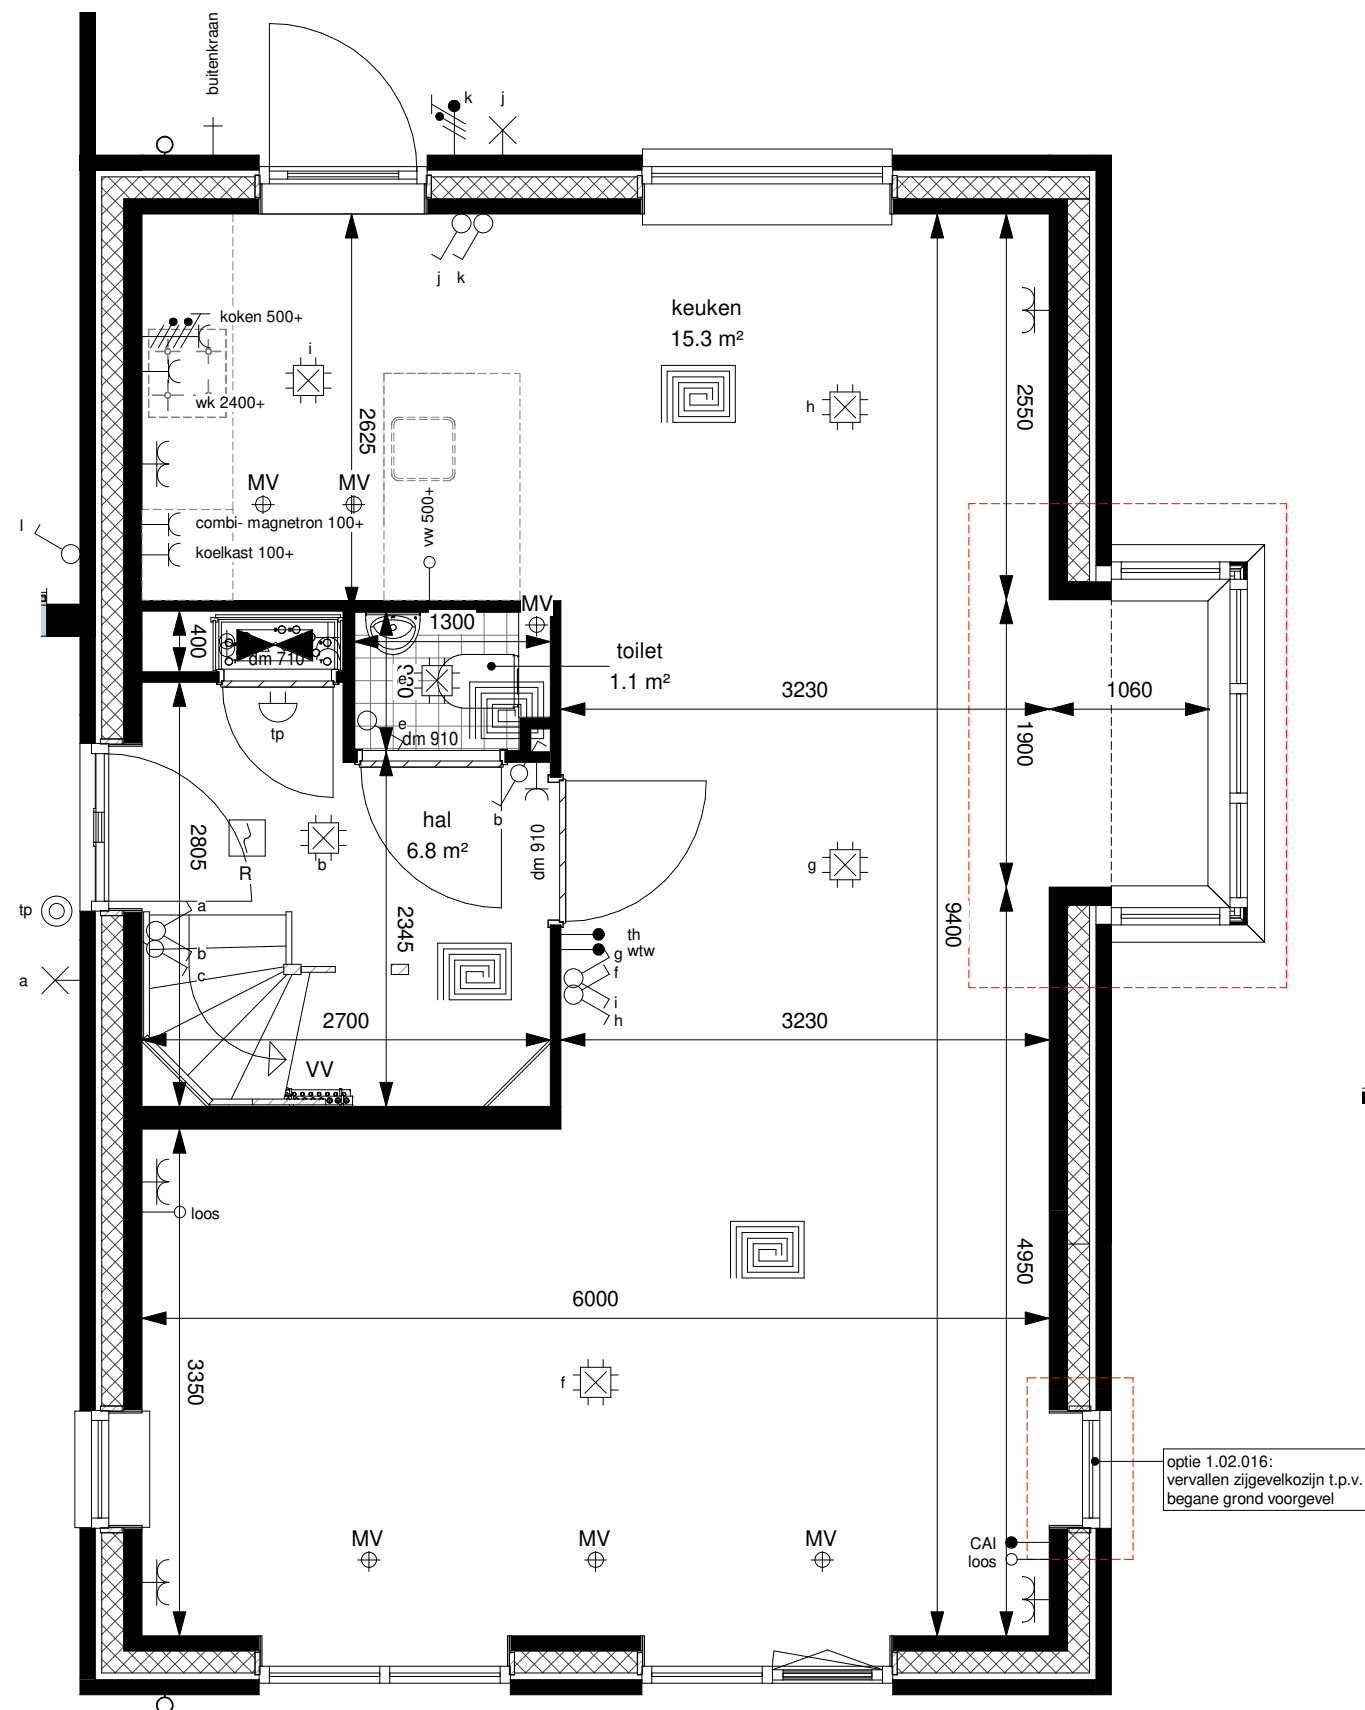 buitenkraan
k
j
j
k
keuken
15.3 m²
koken 500+
i
wk 2400+
h
2625
2550
MV
MV
vw 500+
combi- magnetron 100+
koelkast 100+
l
MV
400
dm 710
1300
toilet
1.1 m²
e
e
dm 910
tp
3230
1060
1900
hal
6.8 m²
b
dm 910
2805
R
b
g
tp
a
b
c
a
2345
th
wtw
g
f
i
h
9400
2700
3230
VV
loos
4950
6000
3350
f
optie 1.02.016:
vervallen zijgevelkozijn t.p.v.
begane grond voorgevel
MV
MV
MV
CAI
loos